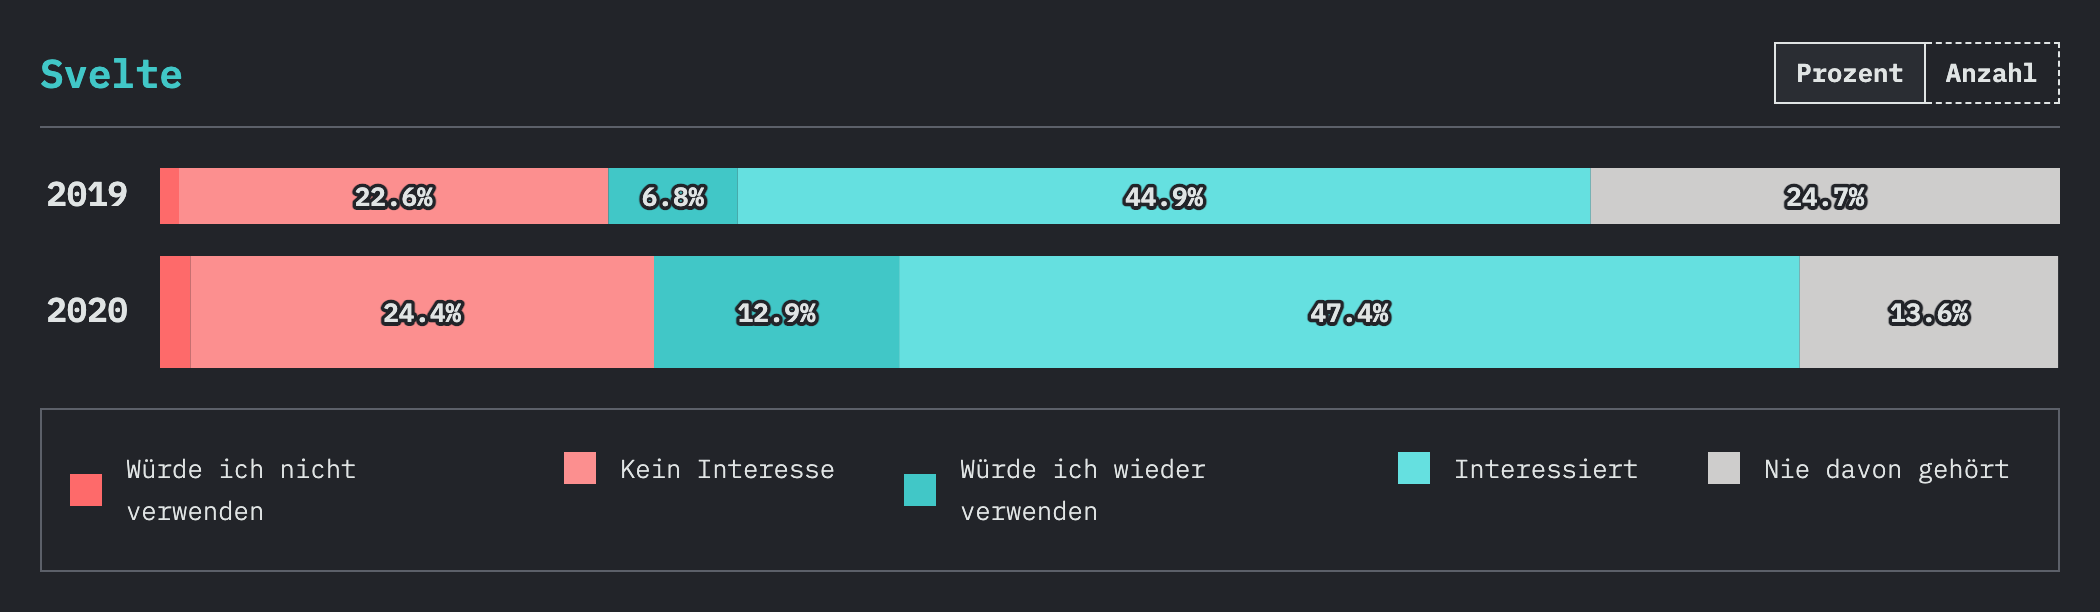 Svelte
Prozent Anzahl
2019 22.6% 6.8% 44.9% 24.7%
2020 24.4% 12.9% 47.4% 13.6%
Würde ich nicht
verwenden
Kein Interesse
Würde ich wieder
verwenden
Interessiert
Nie davon gehört